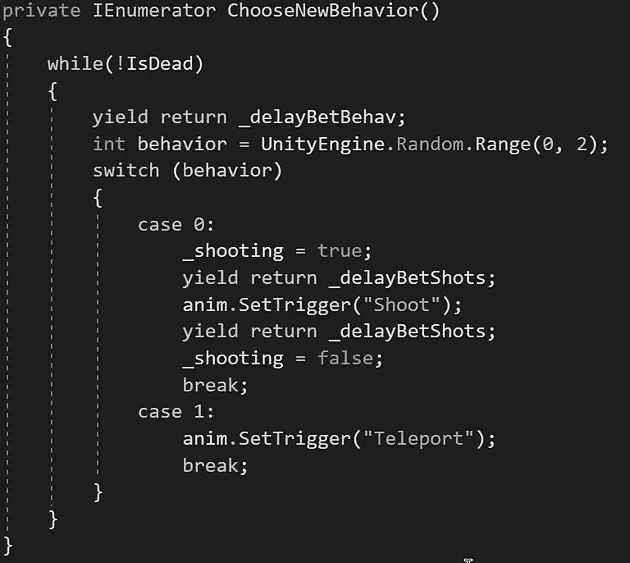 private IEnumerator ChooseNewBehavior()
{
while(!IsDead)
{
yield return _delayBetBehav;
int behavior = UnityEngine.Random.Range(0, 2);
switch (behavior)
{
case 0:
_shooting = true;
yield return _delayBetShots;
anim.SetTrigger("Shoot");
yield return _delayBetShots;
_shooting = false;
break;
case 1:
anim.SetTrigger("Teleport");
break;
}
}
}